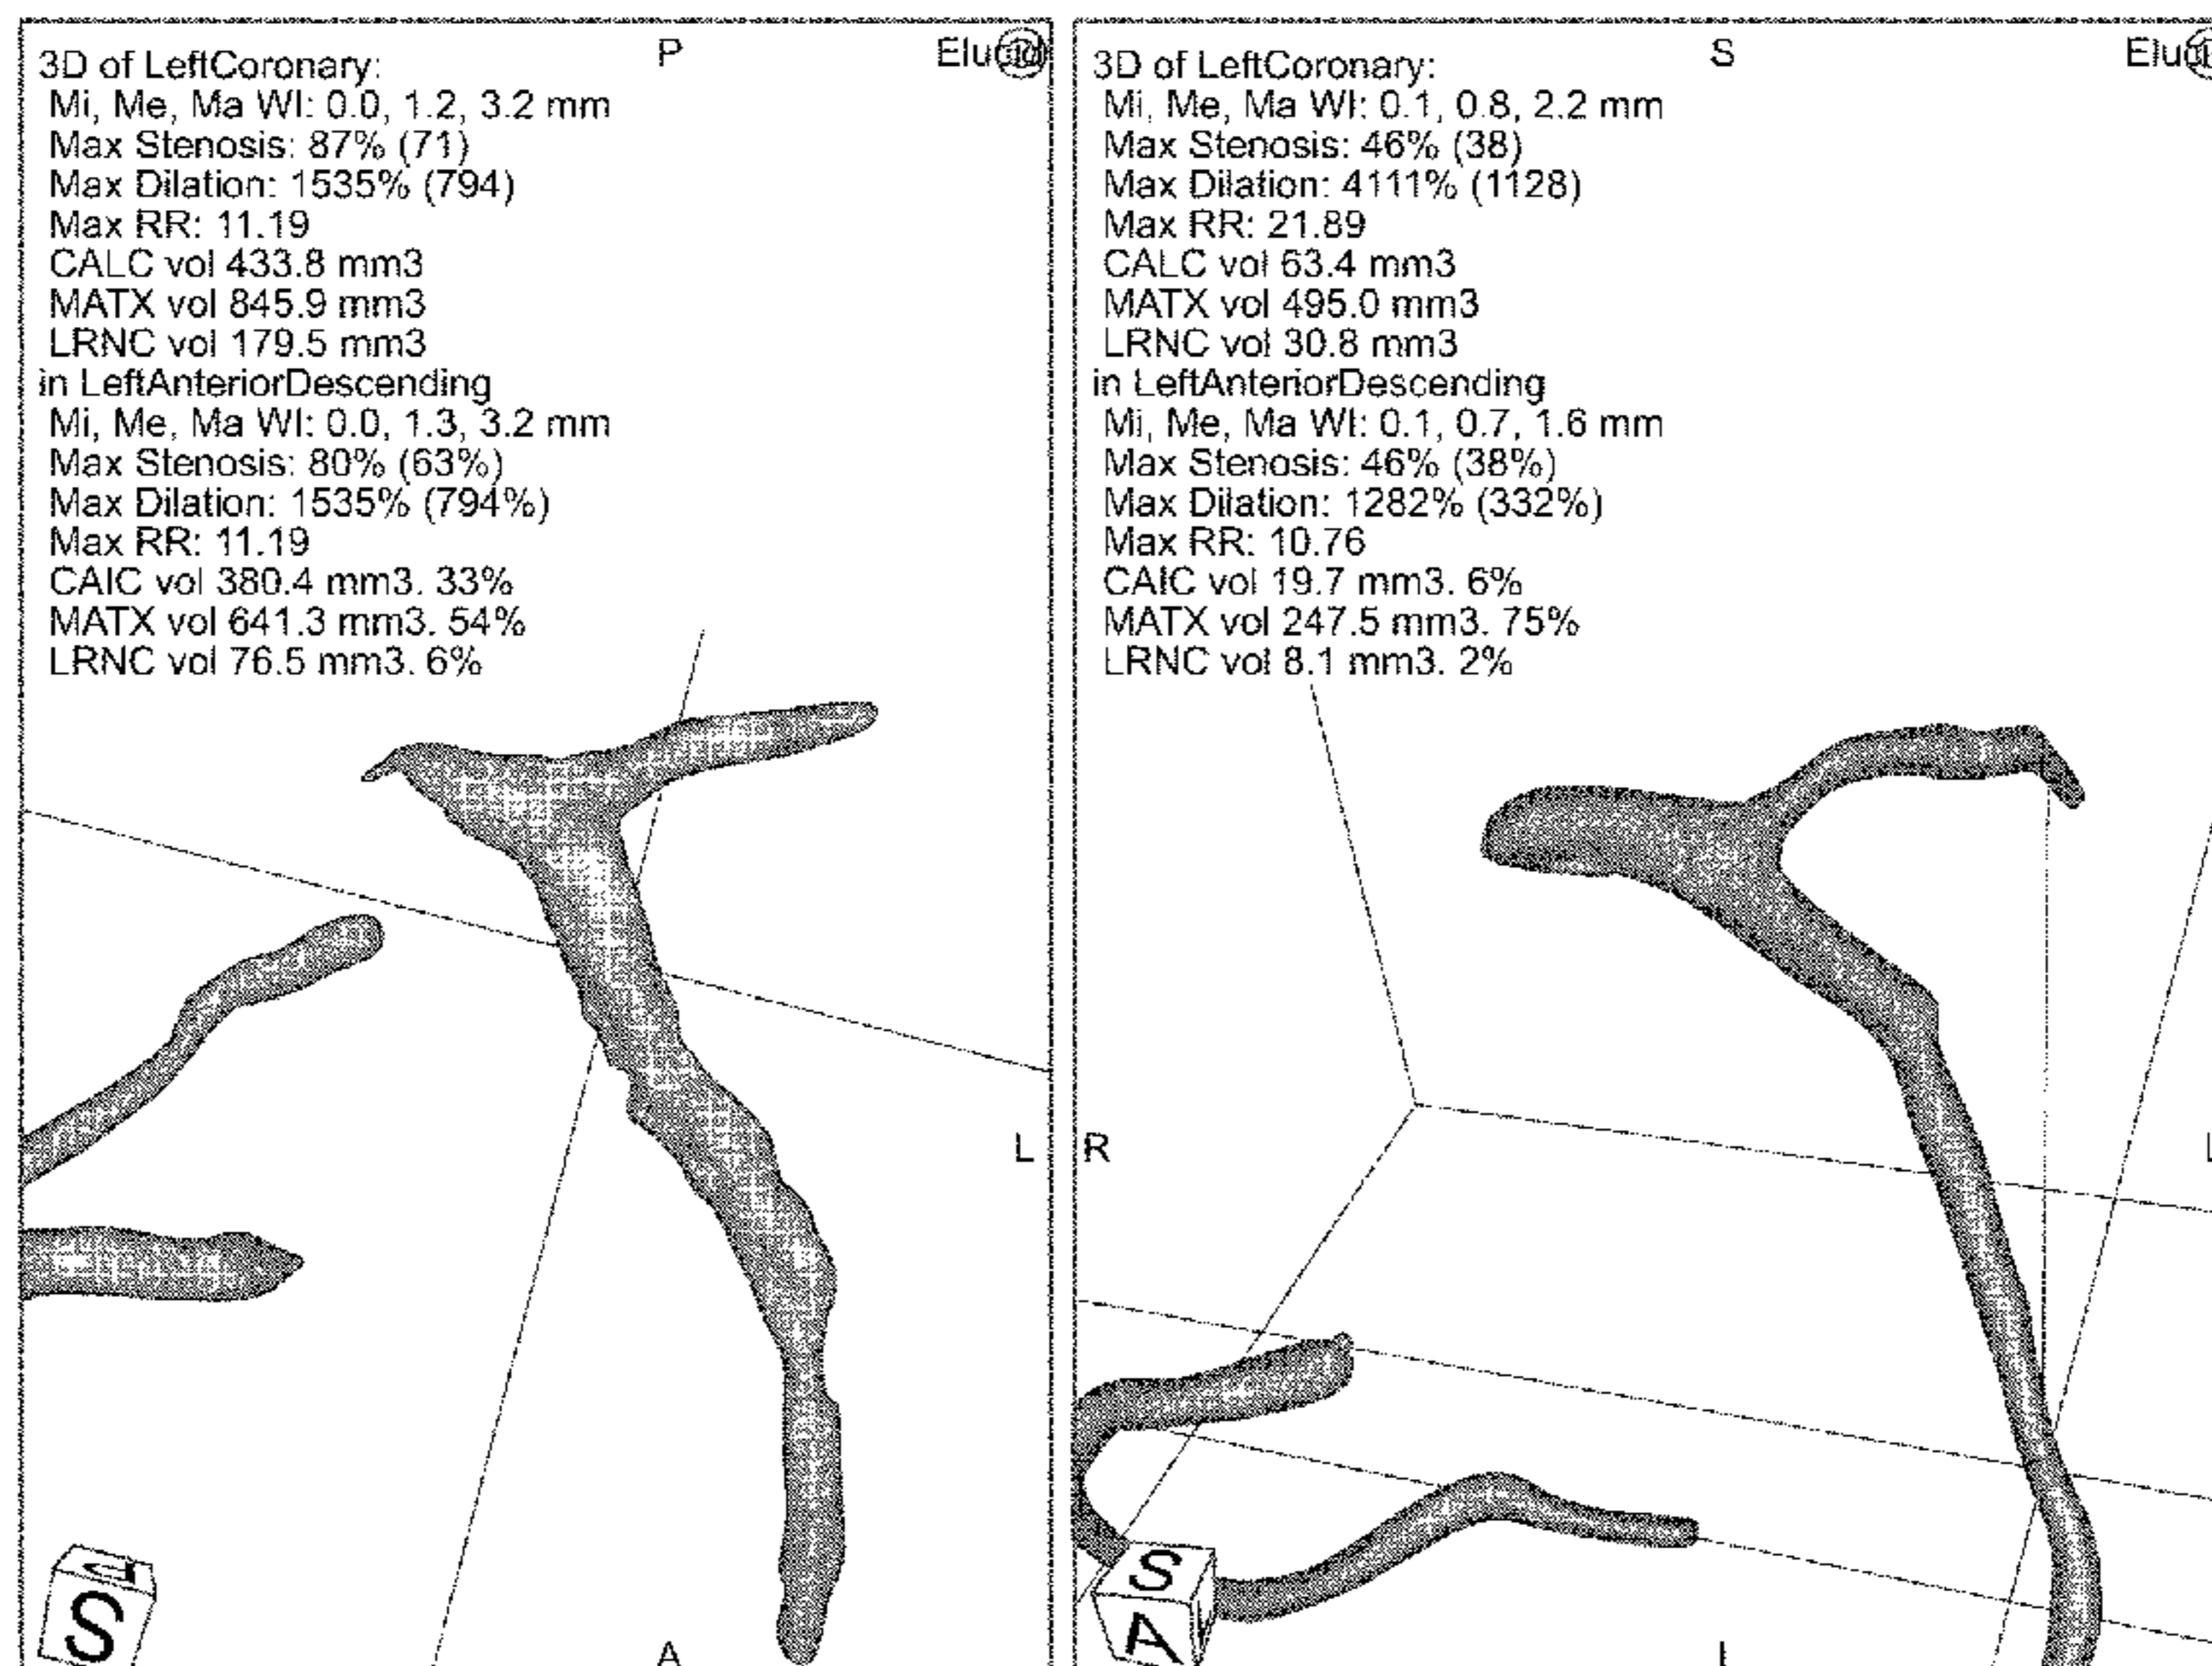 P
3D of LeftCoronary:
Mi, Me, Ma WI: 0.0, 1.2, 3.2 mm
Max Stenosis: 87% (71)
Max Dilation: 1535% (794)
Max RR: 11.19
CALC vol 433.8 mm3
MATX vol 845.9 mm3
LRNC vol 179.5 mm3
in LeftAnteriorDescending
Mi, Me, Ma WI: 0.0, 1.3, 3.2 mm
Max Stenosis: 80% (63%)
Max Dilation: 1535% (794%)
Max RR: 11.19
CAIC vol 380.4 mm3. 33%
MATX vol 641.3 mm3. 54%
LRNC vol 76.5 mm3. 6%
L
S
A
S
3D of LeftCoronary:
Mi, Me, Ma WI: 0.1, 0.8, 2.2 mm
Max Stenosis: 46% (38)
Max Dilation: 4111% (1128)
Max RR: 21.89
CALC vol 63.4 mm3
MATX vol 495.0 mm3
LRNC vol 30.8 mm3
in LeftAnteriorDescending
Mi, Me, Ma WI: 0.1, 0.7, 1.6 mm
Max Stenosis: 46% (38%)
Max Dilation: 1282% (332%)
Max RR: 10.76
CAIC vol 19.7 mm3. 6%
MATX vol 247.5 mm3. 75%
LRNC vol 8.1 mm3. 2%
R
S
A